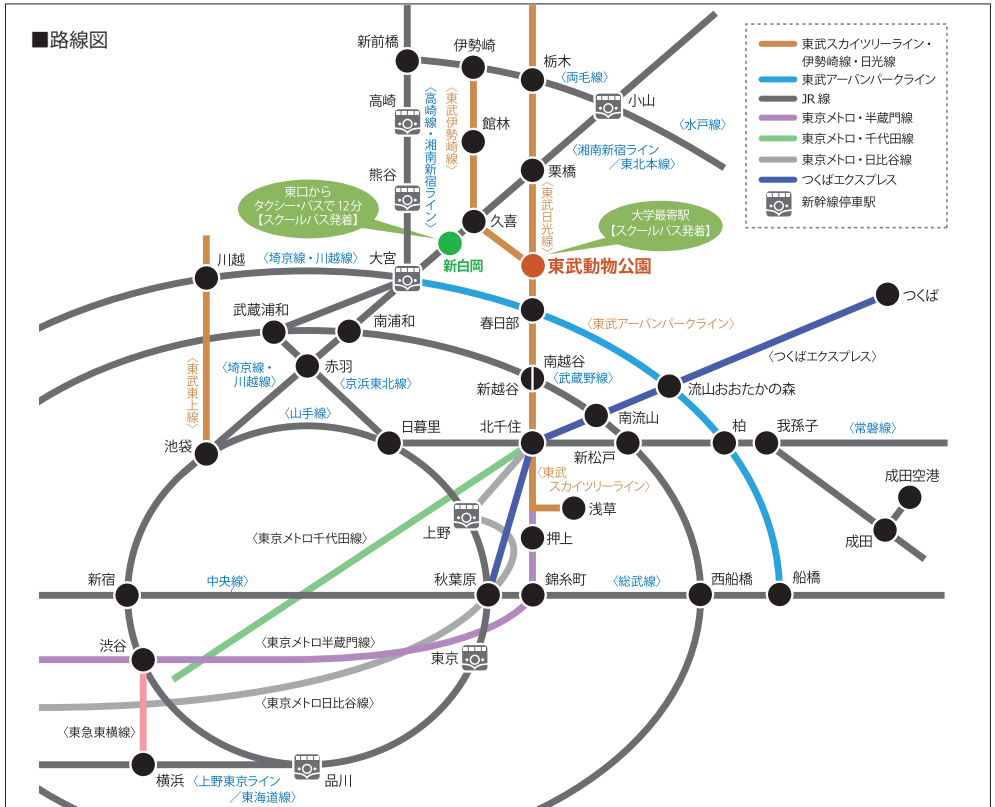 ■路線図
東武スカイツリーライン・
伊勢崎線・日光線
東武アーバンパークライン
JR 線
東京メトロ・半蔵門線
東京メトロ・千代田線
東京メトロ・日比谷線
つくばエクスプレス
新幹線停車駅
新前橋
伊勢崎
栃木
〈両毛線〉
小山
高崎
〈高崎線・湘南新宿ライン〉
〈東武伊勢崎線〉
館林
〈水戸線〉
〈湘南新宿ライン
／東北本線〉
熊谷
栗橋
東口から
タクシー・バスで 12分
【スクールバス発着】
久喜
〈東武日光線〉
大学最寄駅
【スクールバス発着】
新白岡
東武動物公園
川越
〈埼京線・川越線〉
大宮
つくば
武蔵浦和
南浦和
春日部
〈東武アーバンパークライン〉
〈東武東上線〉
〈埼京線・
川越線〉
赤羽
〈京浜東北線〉
南越谷
〈武蔵野線〉
新越谷
〈つくばエクスプレス〉
流山おおたかの森
〈山手線〉
日暮里
北千住
南流山
柏
我孫子
〈常磐線〉
池袋
新松戸
〈東武
スカイツリーライン〉
成田空港
浅草
上野
〈東京メトロ千代田線〉
押上
成田
新宿
中央線〉
秋葉原
錦糸町
〈総武線〉
西船橋
船橋
渋谷
〈東京メトロ半蔵門線〉
東京
〈東京メトロ日比谷線〉
〈東急東横線〉
横浜
〈上野東京ライン
／東海道線〉
品川